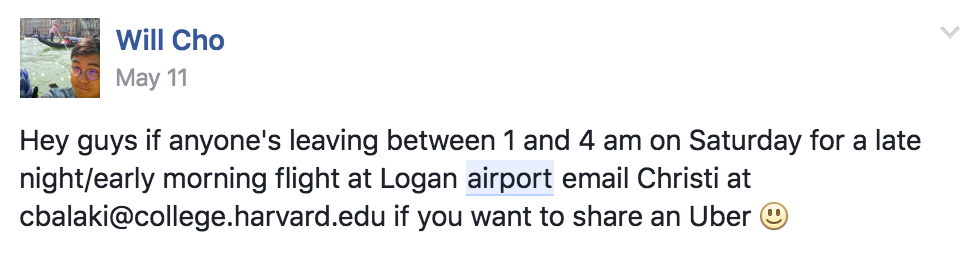 Will Cho
May 11
Hey guys if anyone's leaving between 1 and 4 am on Saturday for a late
night/early morning flight at Logan airport email Christi at
cbalaki@college.harvard.edu if you want to share an Uber 🙂